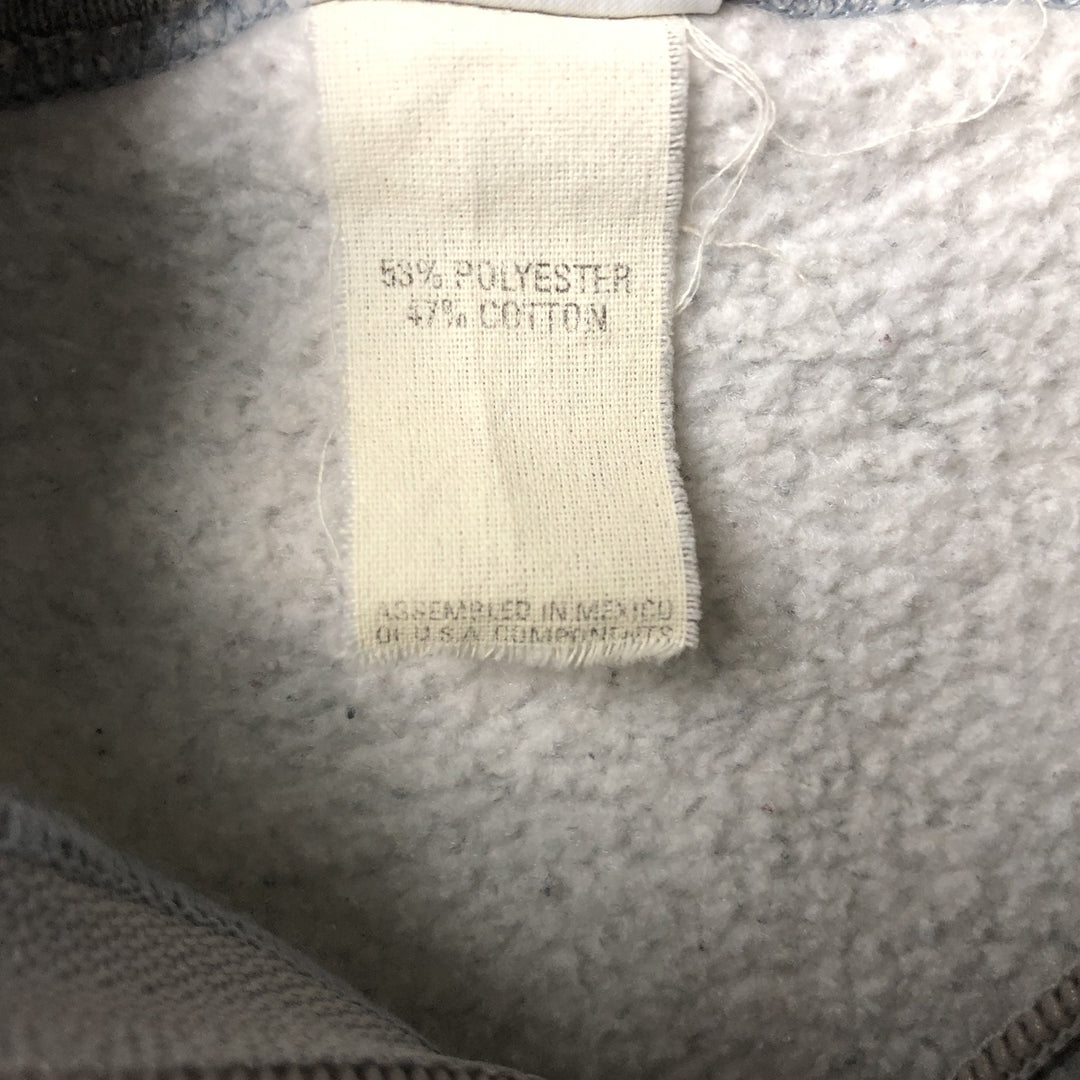 53% POLYESTER
47% COTTON
ASSEMBLED IN MEXICO
OF U.S.A. COMPONENTS